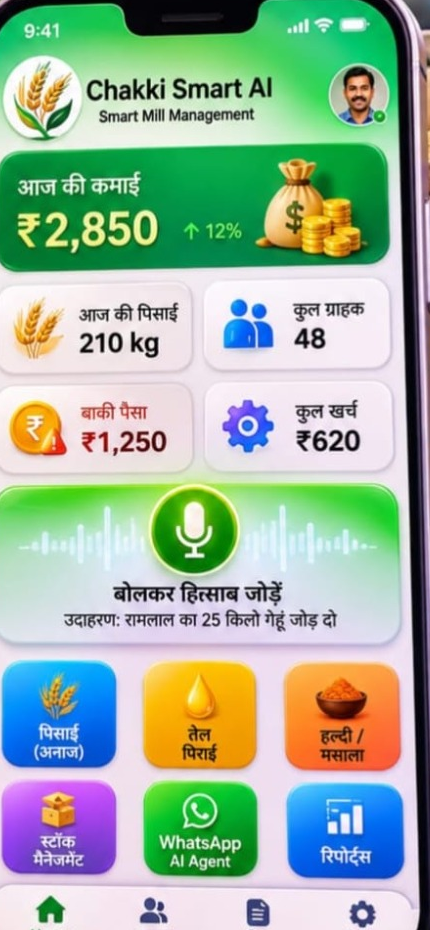 9:41
Chakki Smart AI
Smart Mill Management
आज की कमाई
₹2,850
↑ 12%
$
आज की पिसाई
210 kg
कुल ग्राहक
48
₹
बाकी पैसा
₹1,250
कुल खर्च
₹620
बोलकर हित्साब जोड़ें
उदाहरण: रामलाल का 25 किलो गेहूं जोड़ दो
पिसाई
(अनाज)
तेल
पिराई
हल्दी /
मसाला
स्टॉक
मैनेजमेंट
WhatsApp
AI Agent
रिपोर्ट्स